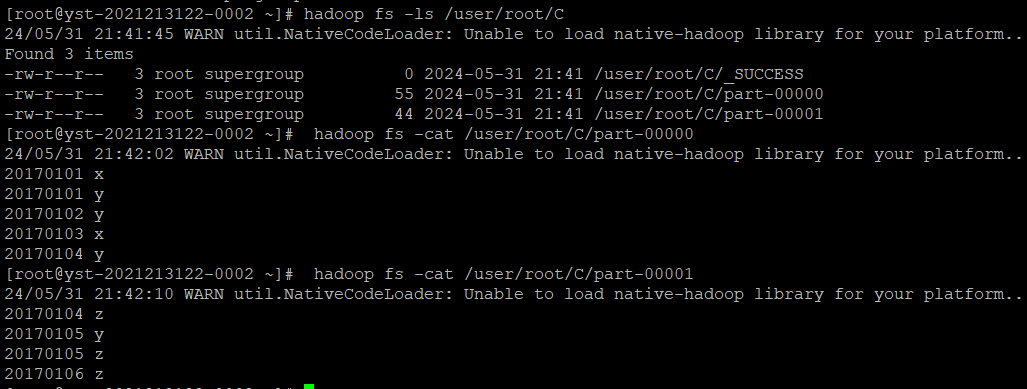 [root@yst-2021213122-0002 ~]# hadoop fs -ls /user/root/C
24/05/31 21:41:45 WARN util.NativeCodeLoader: Unable to load native-hadoop library for your platform..
Found 3 items
-rw-r--r--   3 root supergroup          0 2024-05-31 21:41 /user/root/C/_SUCCESS
-rw-r--r--   3 root supergroup         55 2024-05-31 21:41 /user/root/C/part-00000
-rw-r--r--   3 root supergroup         44 2024-05-31 21:41 /user/root/C/part-00001
[root@yst-2021213122-0002 ~]#  hadoop fs -cat /user/root/C/part-00000
24/05/31 21:42:02 WARN util.NativeCodeLoader: Unable to load native-hadoop library for your platform..
20170101 x
20170101 y
20170102 y
20170103 x
20170104 y
[root@yst-2021213122-0002 ~]#  hadoop fs -cat /user/root/C/part-00001
24/05/31 21:42:10 WARN util.NativeCodeLoader: Unable to load native-hadoop library for your platform..
20170104 z
20170105 y
20170105 z
20170106 z